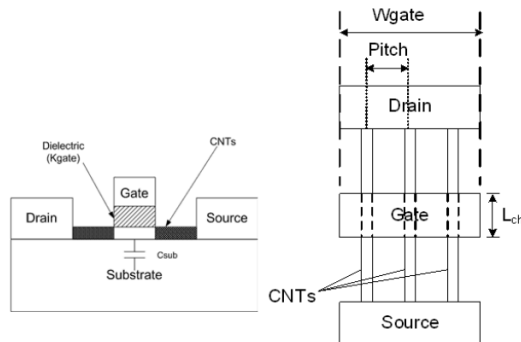 Dielectric
(Kgate)
CNTs
Gate
Drain
Source
Csub
Substrate
Wgate
Pitch
Drain
Gate
Lch
CNTs
Source